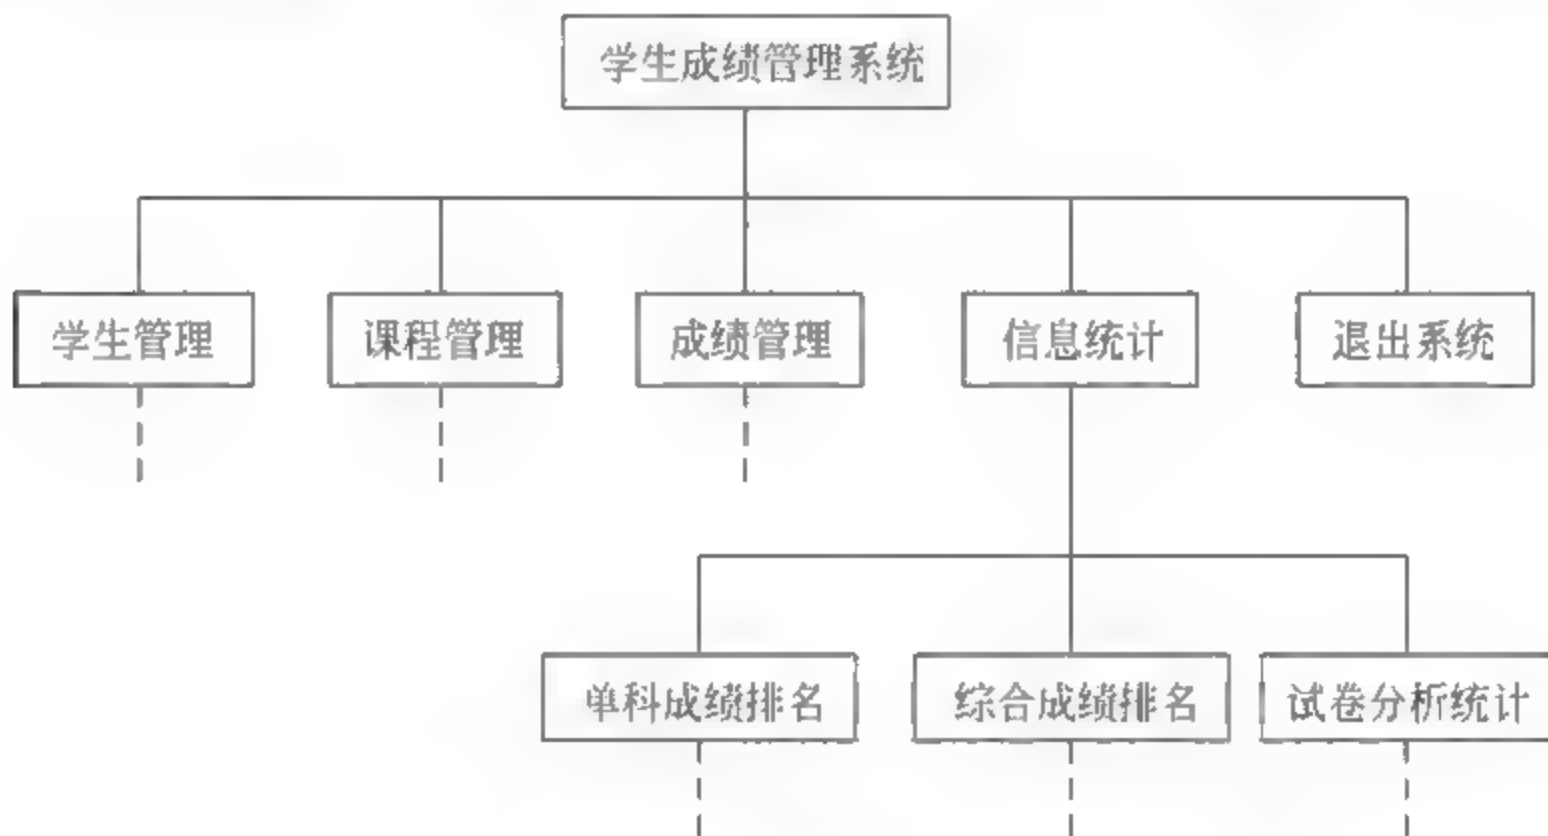 学生成绩管理系统
学生管理
课程管理
成绩管理
信息统计
退出系统
单科成绩排名
综合成绩排名
试卷分析统计